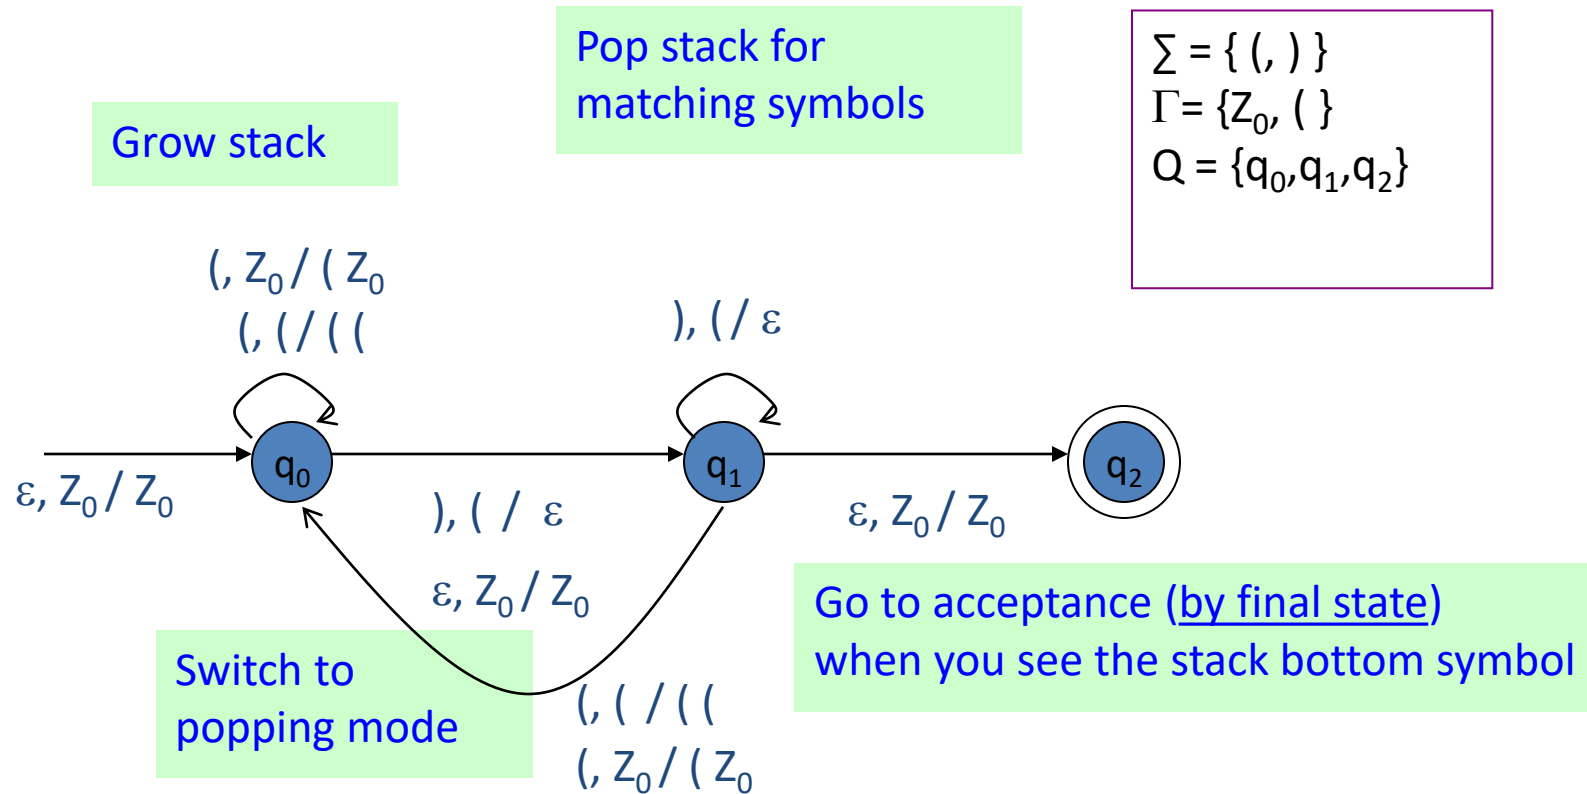 Pop stack for
matching symbols
∑ = { (, ) }
Γ= {Z₀, ( }
Q = {q₀,q₁,q₂}
Grow stack
(, Z₀ / ( Z₀
(, ( / ( (
), ( / ε
q₀
q₁
q₂
ε, Z₀ / Z₀
), ( / ε
ε, Z₀ / Z₀
ε, Z₀ / Z₀
Go to acceptance (by final state)
when you see the stack bottom symbol
Switch to
popping mode
(, ( / ( (
(, Z₀ / ( Z₀